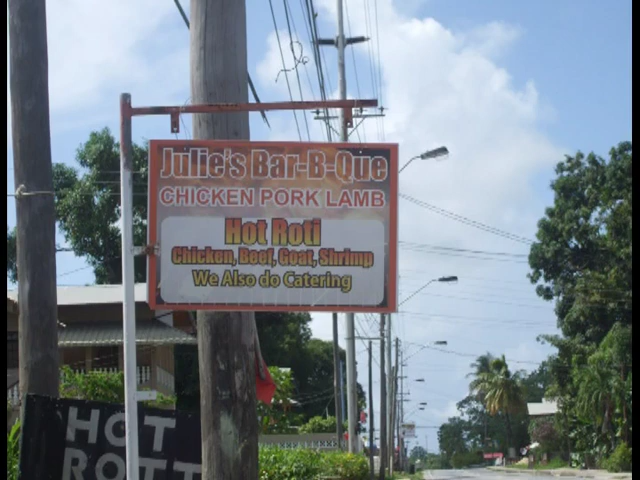 Julie's Bar-B-Que
CHICKEN PORK LAMB
Hot Roti
Chicken, Beef, Goat, Shrimp
We Also do Catering
HOT
ROTI